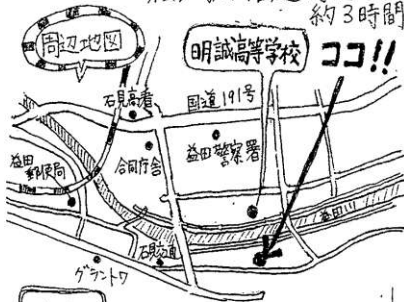 約3時間
周辺地図
明誠高等学校
ココ!!
石見高看
国道191号
益田郵便局
合同庁舎
益田警察署
益田川
石見交通
グラントワ